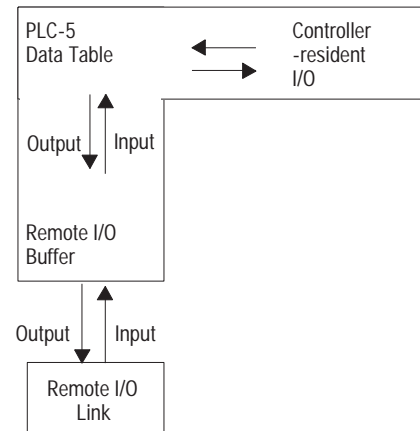 PLC-5
Data Table
Controller
-resident
I/O
Output
Input
Remote I/O
Buffer
Output
Input
Remote I/O
Link